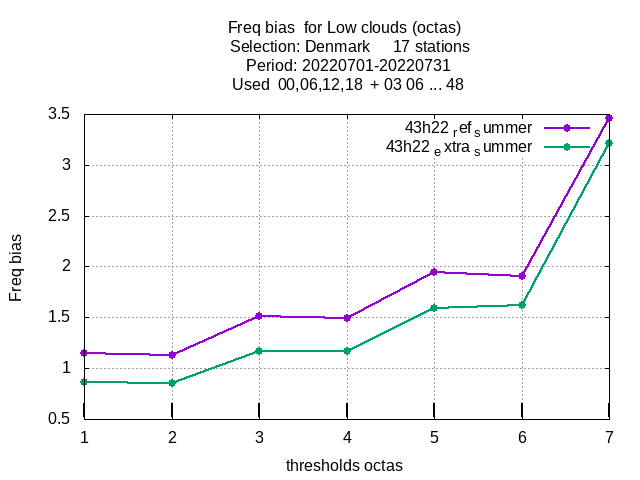 Freq bias  for Low clouds (octas)
Selection: Denmark     17 stations
Period: 20220701-20220731
Used  00,06,12,18  + 03 06 ... 48
3.5
3
2.5
2
1.5
1
0.5
Freq bias
43h22 ref summer
43h22 extra summer
1 2 3 4 5 6 7
thresholds octas